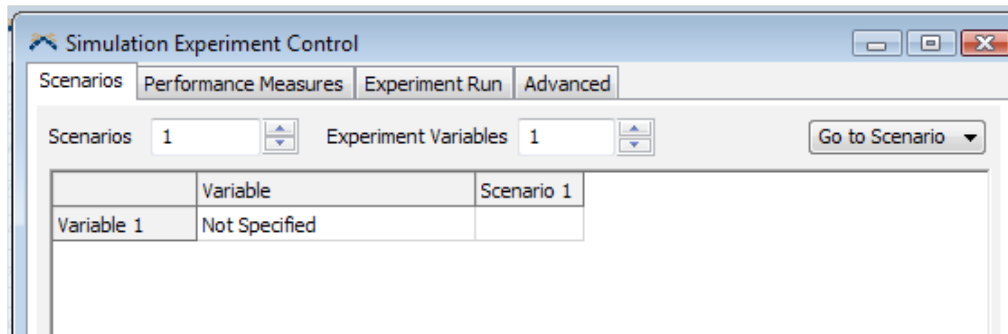 Simulation Experiment Control
Scenarios Performance Measures Experiment Run Advanced
Scenarios 1 Experiment Variables 1 Go to Scenario
Variable Scenario 1
Variable 1 Not Specified